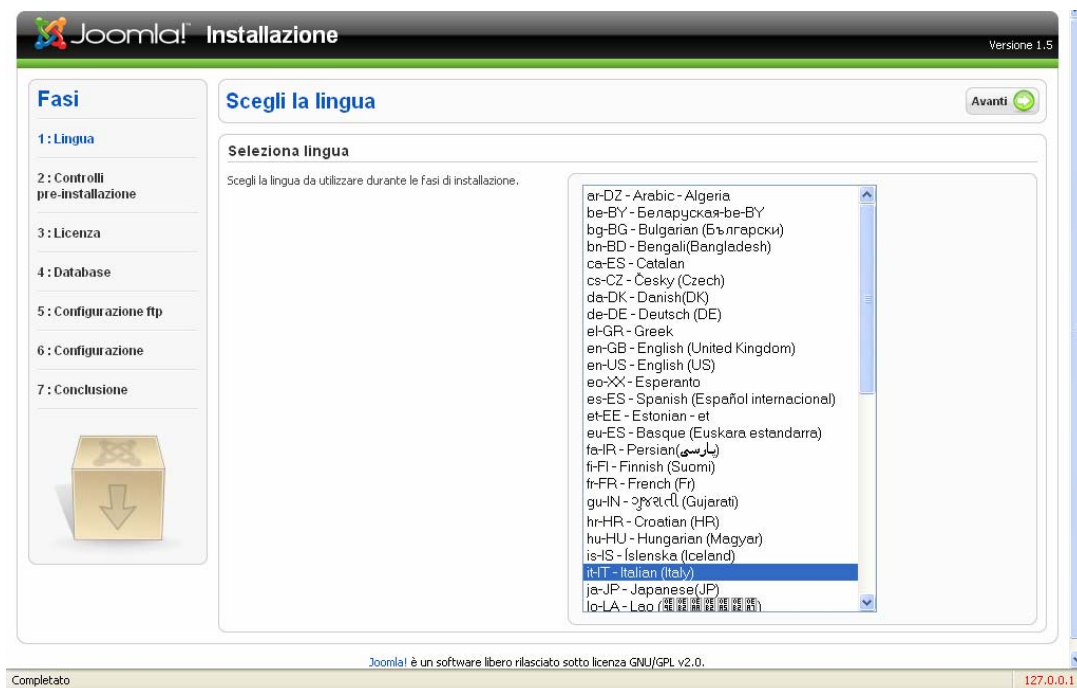 Joomla! Installazione
Versione 1.5
Fasi
1 : Lingua
2 : Controlli
pre-installazione
3 : Licenza
4 : Database
5 : Configurazione ftp
6 : Configurazione
7 : Conclusione
Scegli la lingua
Avanti
Seleziona lingua
Scegli la lingua da utilizzare durante le fasi di installazione.
ar-DZ - Arabic - Algeria
be-BY - Беларуская-be-BY
bg-BG - Bulgarian (Български)
bn-BD - Bengali(Bangladesh)
ca-ES - Catalan
cs-CZ - Česky (Czech)
da-DK - Danish(DK)
de-DE - Deutsch (DE)
el-GR - Greek
en-GB - English (United Kingdom)
en-US - English (US)
eo-XX - Esperanto
es-ES - Spanish (Español internacional)
et-EE - Estonian - et
eu-ES - Basque (Euskara estandarra)
fa-IR - Persian(پارسی)
fi-FI - Finnish (Suomi)
fr-FR - French (Fr)
gu-IN - ગુજરાતી (Gujarati)
hr-HR - Croatian (HR)
hu-HU - Hungarian (Magyar)
is-IS - Íslenska (Iceland)
it-IT - Italian (Italy)
ja-JP - Japanese(JP)
lo-LA - Lao
Joomla! è un software libero rilasciato sotto licenza GNU/GPL v2.0.
Completato
127.0.0.1